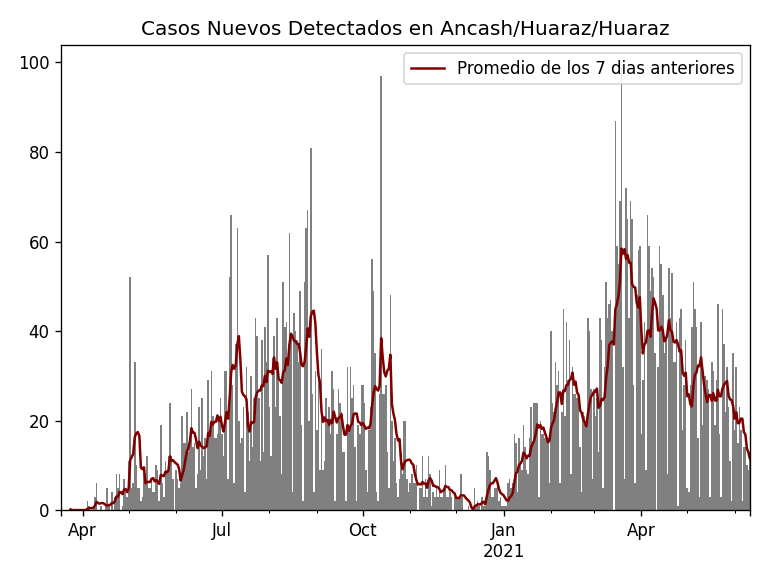 Casos Nuevos Detectados en Ancash/Huaraz/Huaraz
Promedio de los 7 dias anteriores
100
80
60
40
20
0
Apr Jul Oct Jan Apr
2021